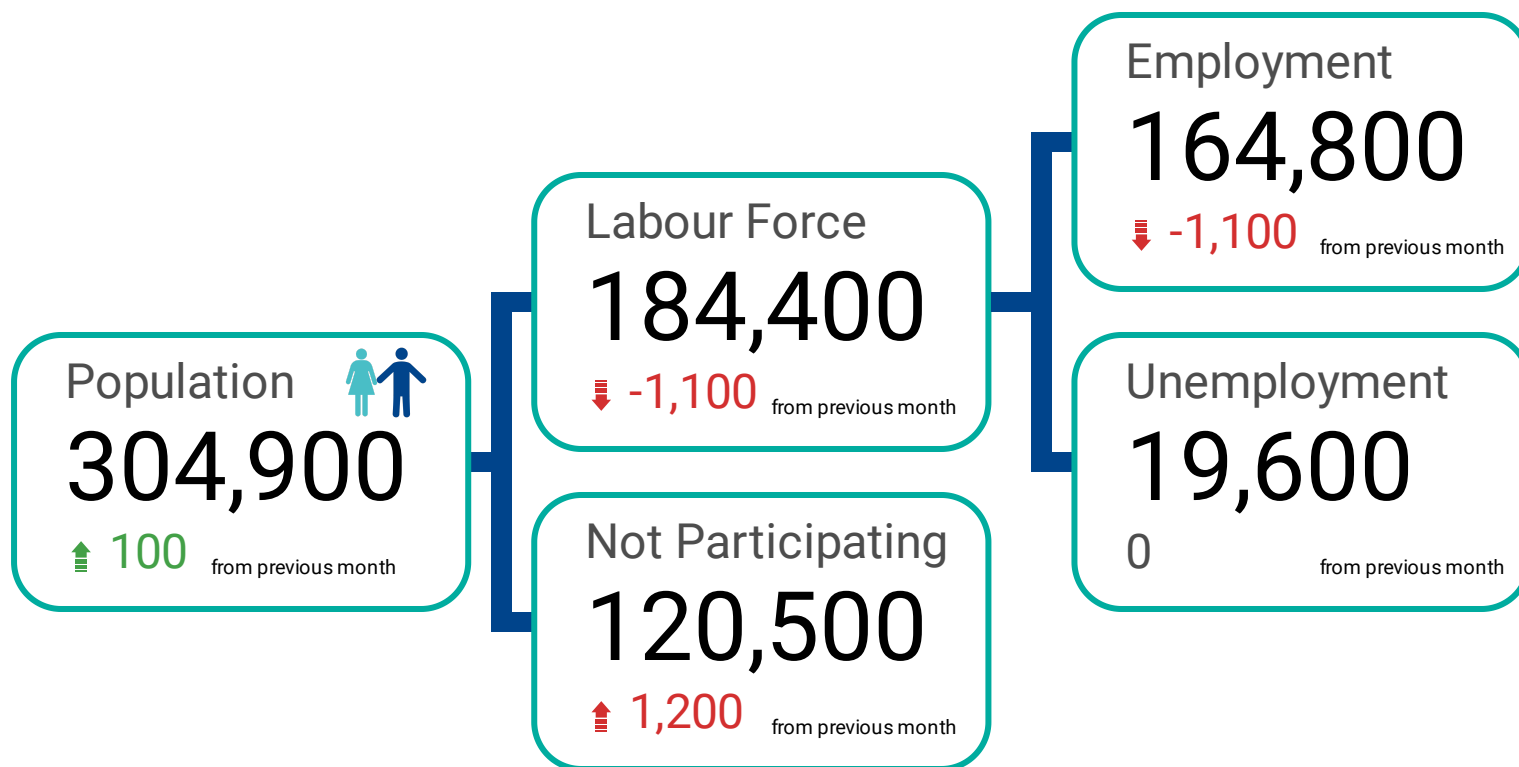 Population
304,900
100 from previous month
Labour Force
184,400
-1,100 from previous month
Not Participating
120,500
1,200 from previous month
Employment
164,800
-1,100 from previous month
Unemployment
19,600
0 from previous month